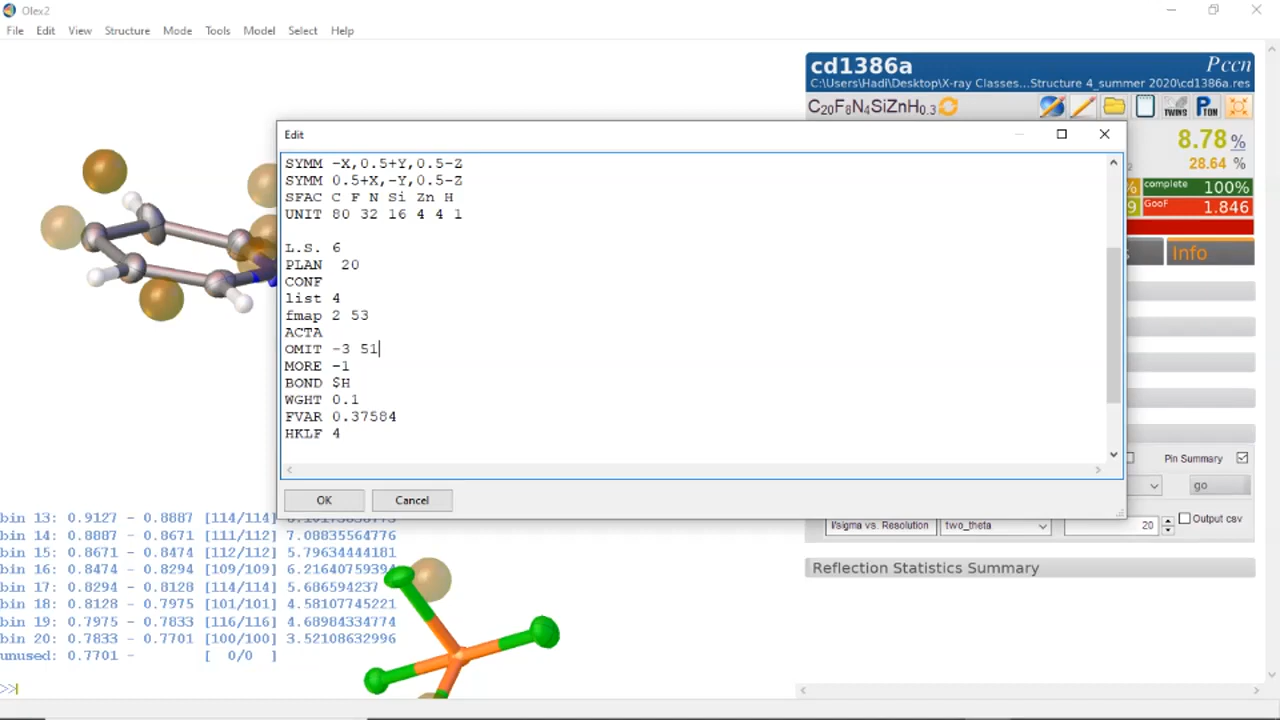 Olex2
File Edit View Structure Mode Tools Model Select Help
cd1386a
Pccn
C:\Users\Hadi\Desktop\X-ray Classes...Structure 4_summer 2020\cd1386a.res
C20F8N4SiZnH0.3
TWINS
PTON
8.78 %
28.64 %
%
complete 100%
9
GooF 1.846
s
Info
Edit
SYMM -X,0.5+Y,0.5-Z
SYMM 0.5+X,-Y,0.5-Z
SFAC C F N Si Zn H
UNIT 80 32 16 4 4 1
L.S. 6
PLAN 20
CONF
list 4
fmap 2 53
ACTA
OMIT -3 51
MORE -1
BOND $H
WGHT 0.1
FVAR 0.37584
HKLF 4
OK Cancel
Pin Summary
go
I/sigma vs. Resolution two_theta 20 Output csv
Reflection Statistics Summary
bin 13: 0.9127 - 0.8887 [114/114]
bin 14: 0.8887 - 0.8671 [111/112] 7.08835564776
bin 15: 0.8671 - 0.8474 [112/112] 5.79634444181
bin 16: 0.8474 - 0.8294 [109/109] 6.21640759394
bin 17: 0.8294 - 0.8128 [114/114] 5.686594237
bin 18: 0.8128 - 0.7975 [101/101] 4.58107745221
bin 19: 0.7975 - 0.7833 [116/116] 4.68984334774
bin 20: 0.7833 - 0.7701 [100/100] 3.52108632996
unused: 0.7701 - [ 0/0 ]
>>